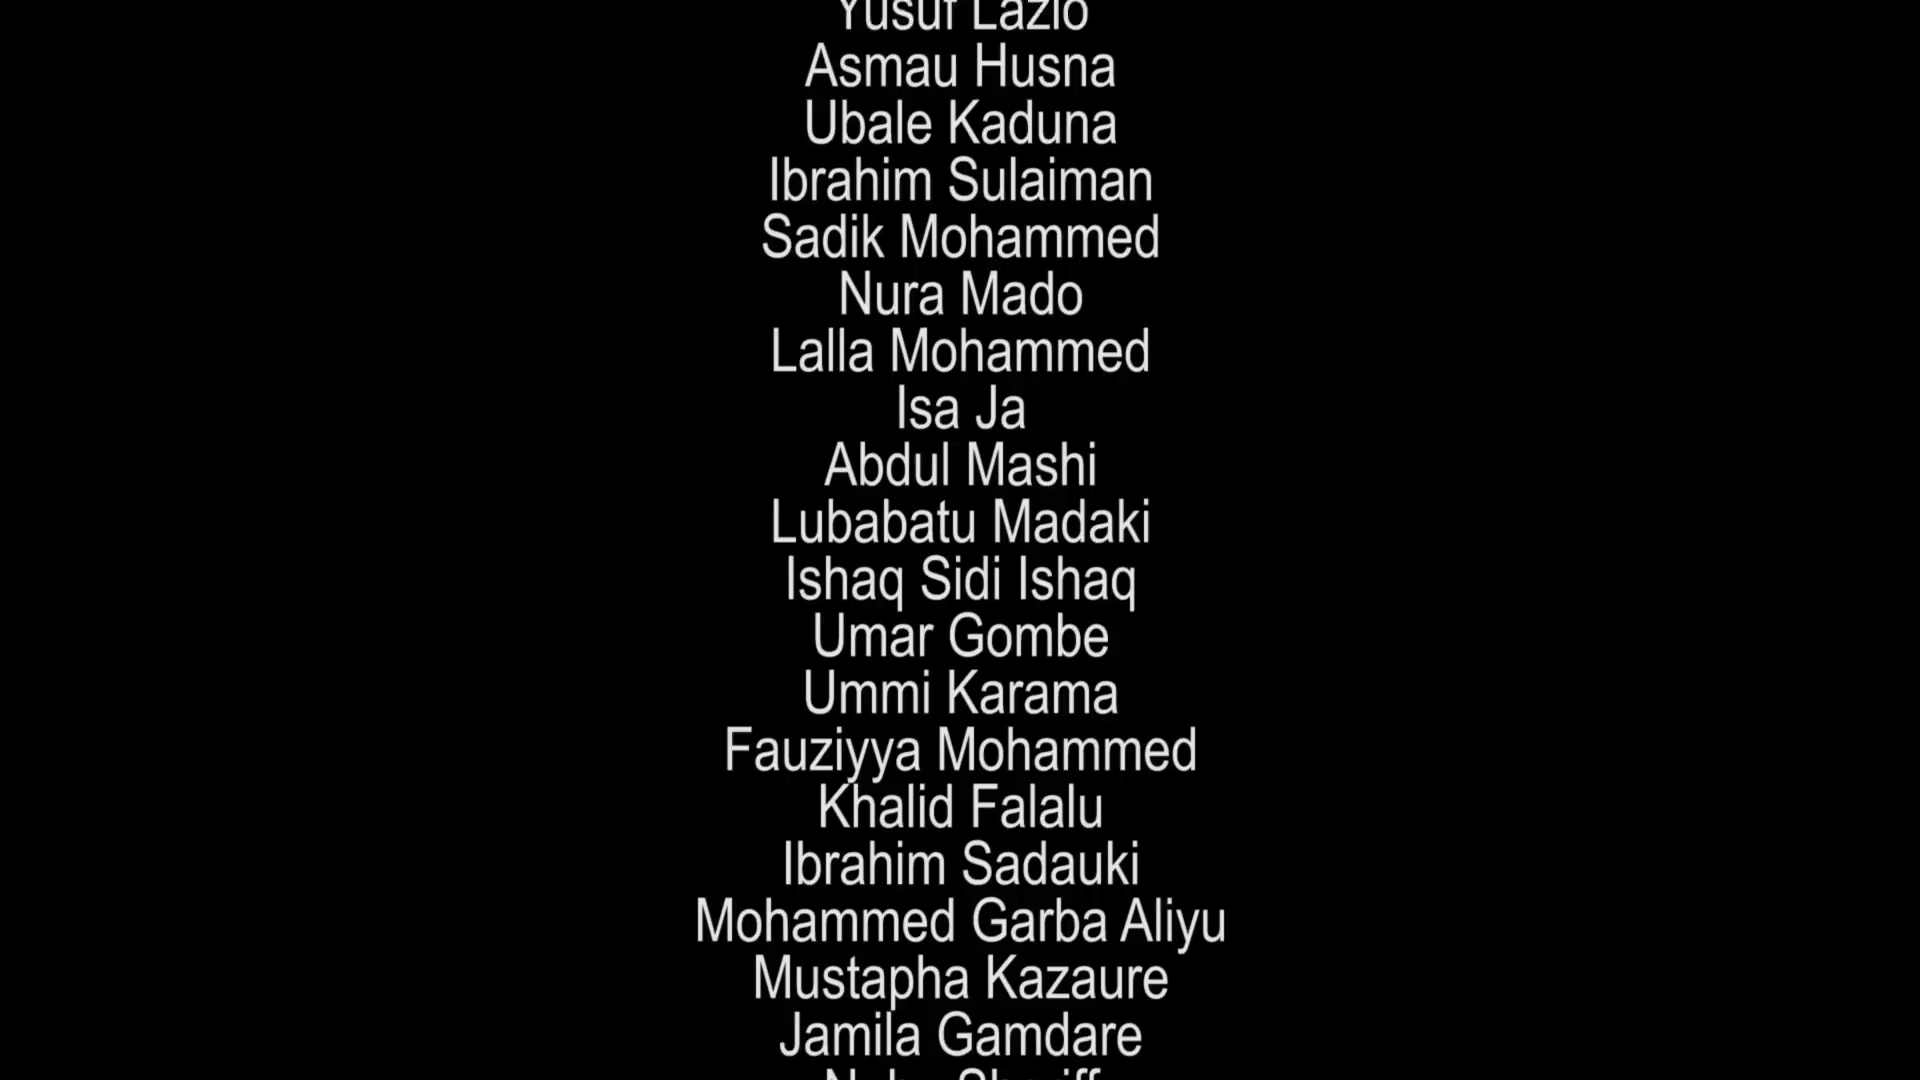 Yusuf Lazio
Asmau Husna
Ubale Kaduna
Ibrahim Sulaiman
Sadik Mohammed
Nura Mado
Lalla Mohammed
Isa Ja
Abdul Mashi
Lubabatu Madaki
Ishaq Sidi Ishaq
Umar Gombe
Ummi Karama
Fauziyya Mohammed
Khalid Falalu
Ibrahim Sadauki
Mohammed Garba Aliyu
Mustapha Kazaure
Jamila Gamdare